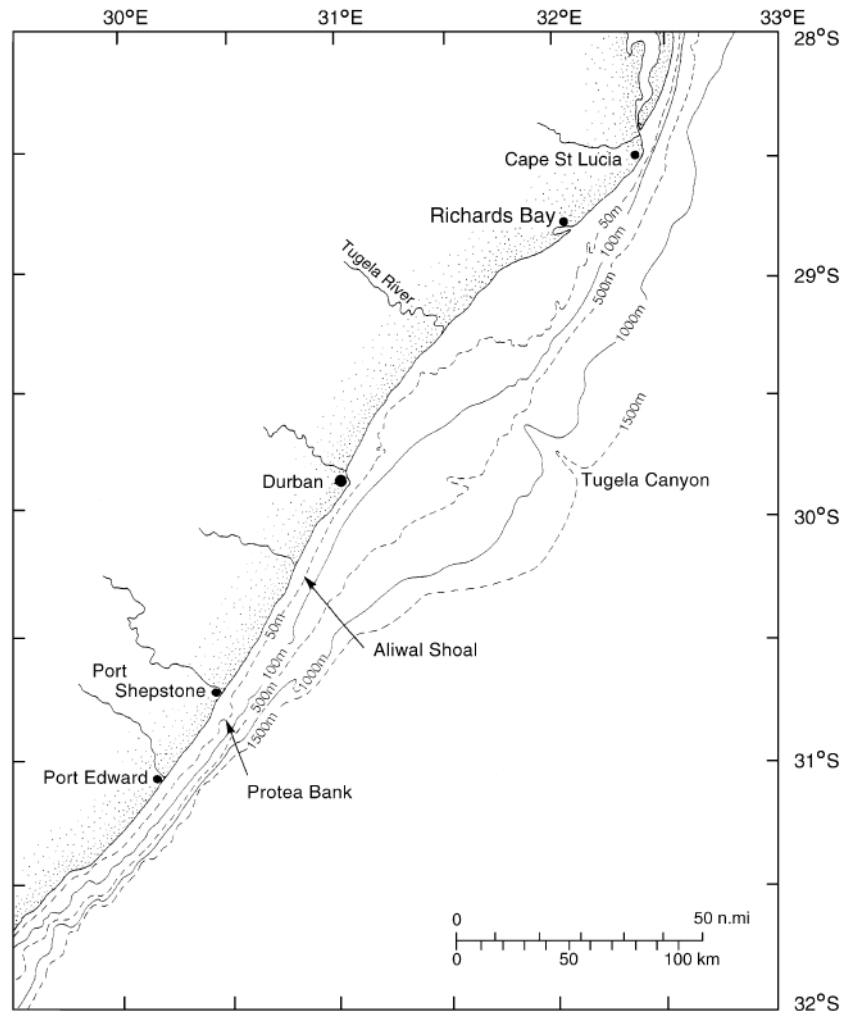 30°E
31°E
32°E
33°E
28°S
Cape St Lucia
Richards Bay
50m
100m
Tugela River
29°S
500m
1000m
1500m
Durban
Tugela Canyon
30°S
50m
Aliwal Shoal
100m
1000m
Port
Shepstone
500m
1500m
31°S
Port Edward
Protea Bank
0
50 n.mi
0
50
100 km
32°S